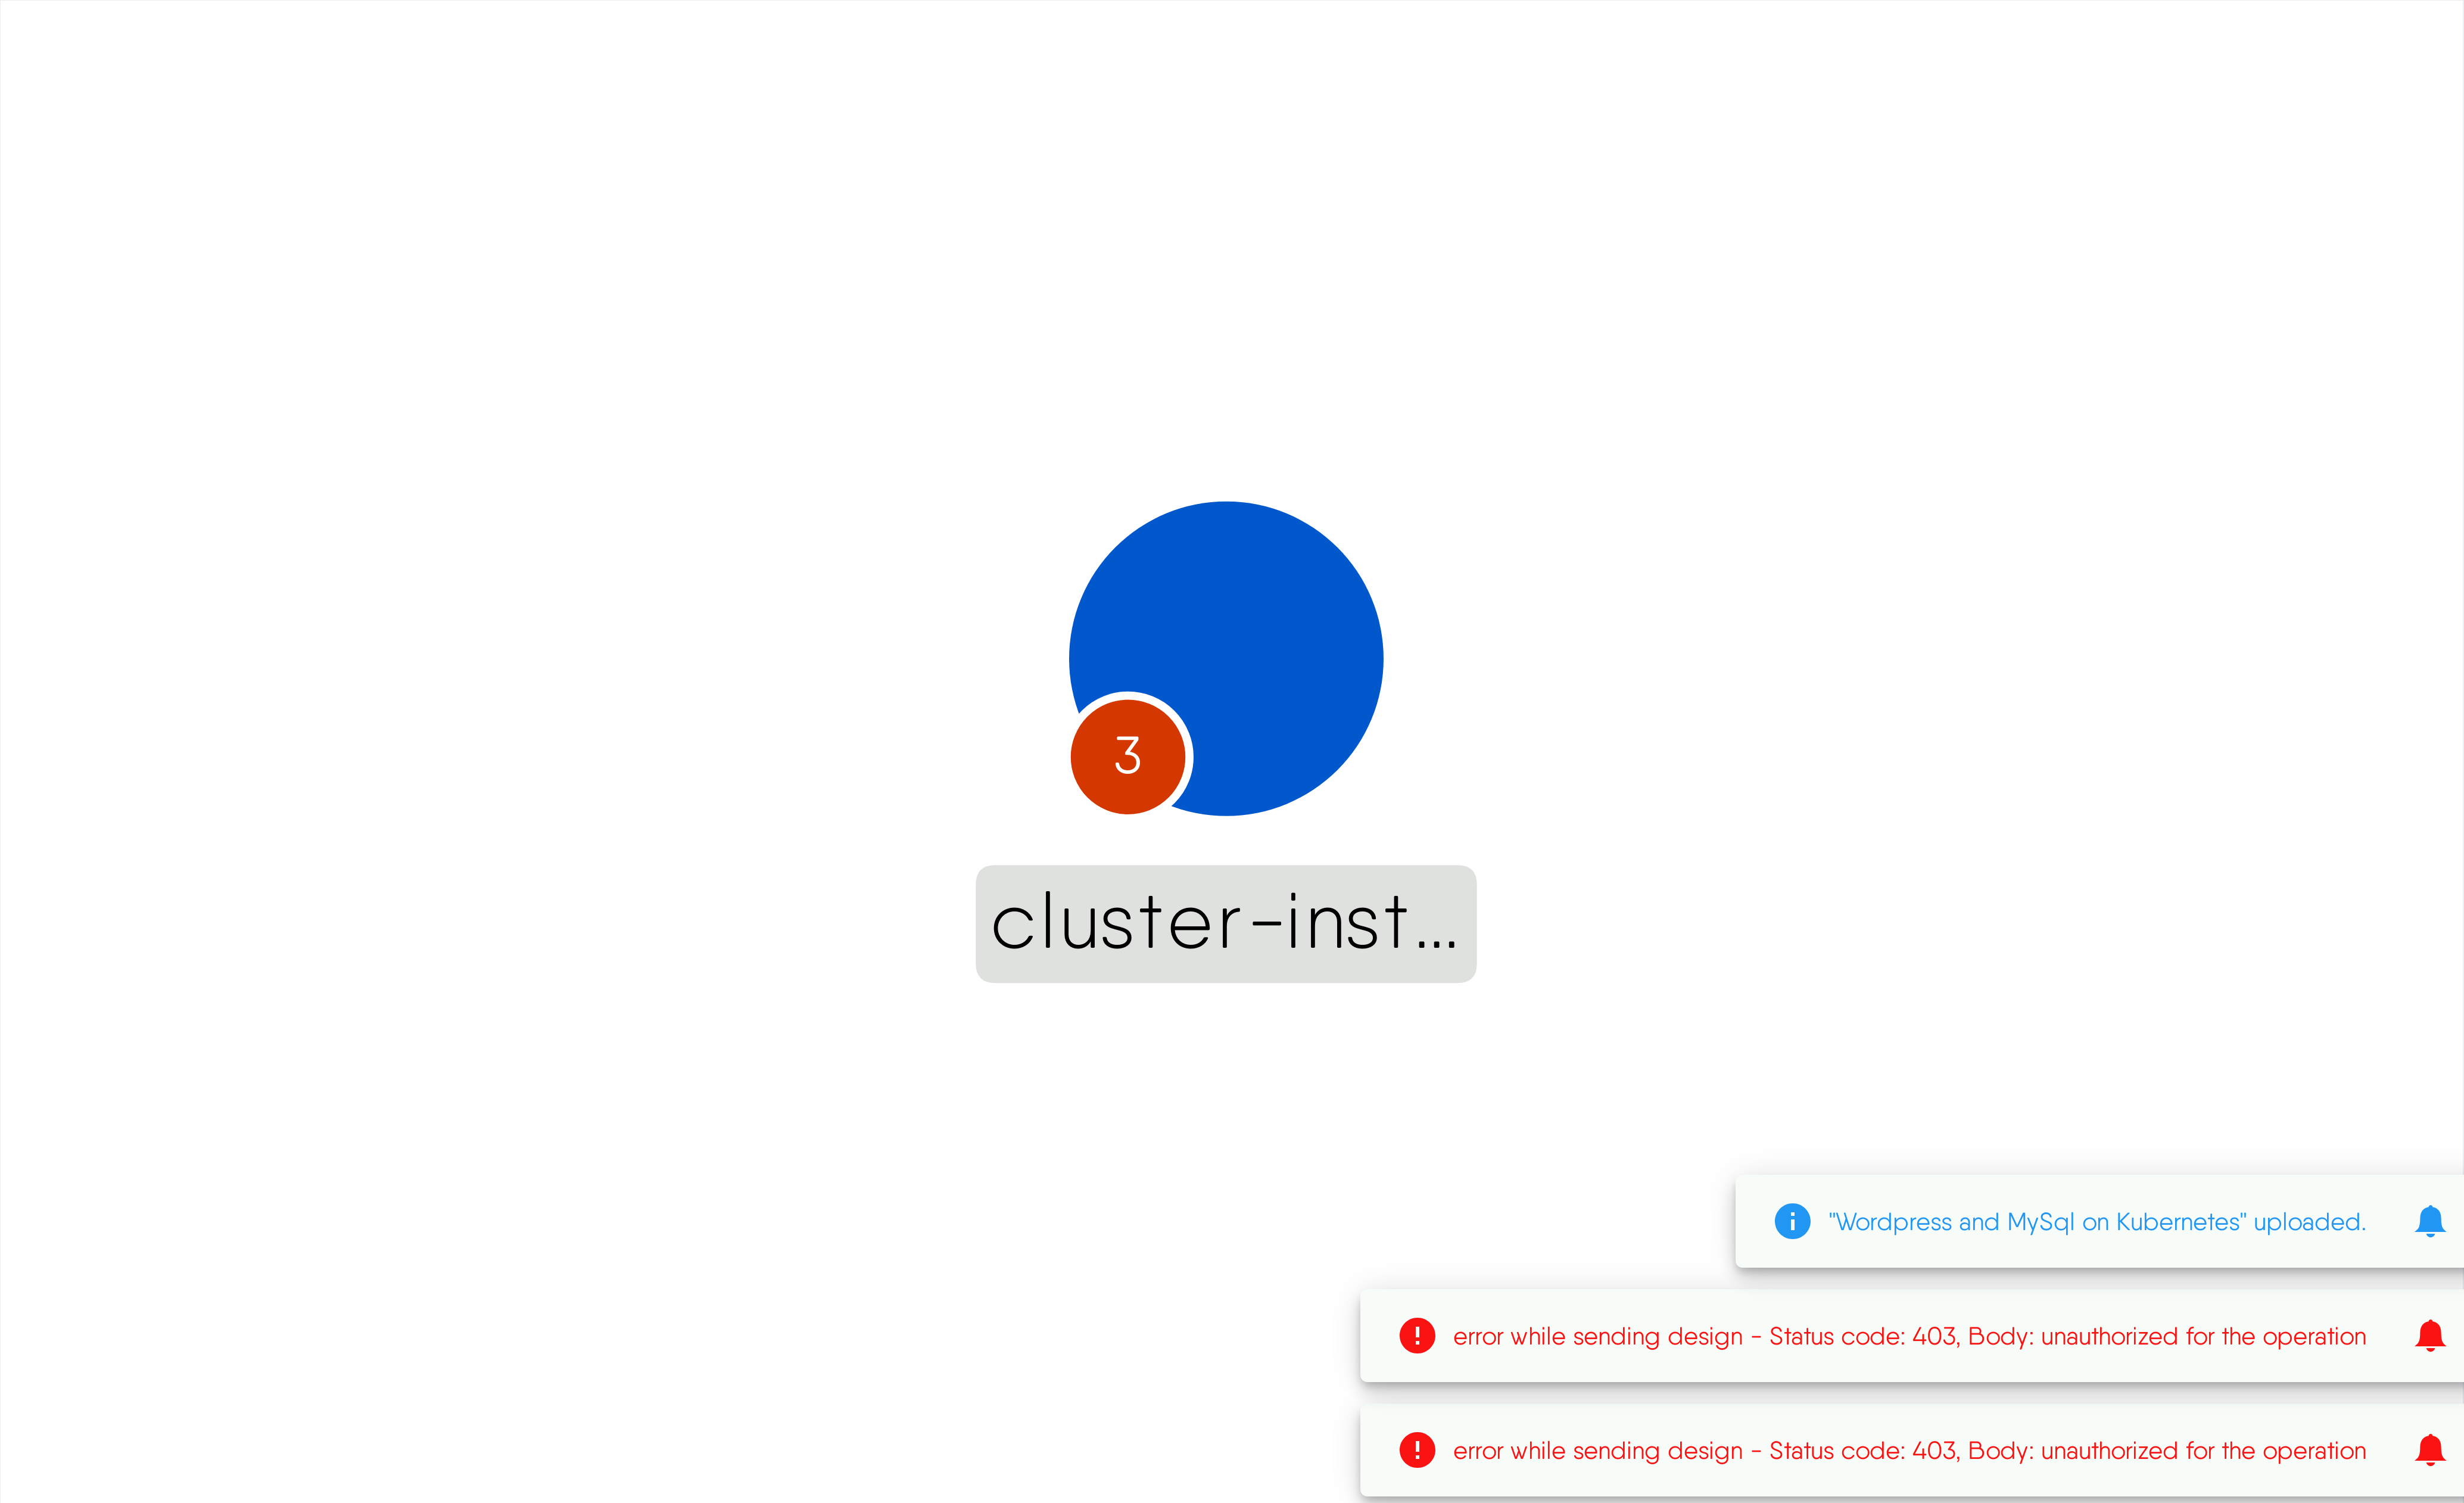 3
cluster-inst...
"Wordpress and MySql on Kubernetes" uploaded.
error while sending design - Status code: 403, Body: unauthorized for the operation
error while sending design - Status code: 403, Body: unauthorized for the operation